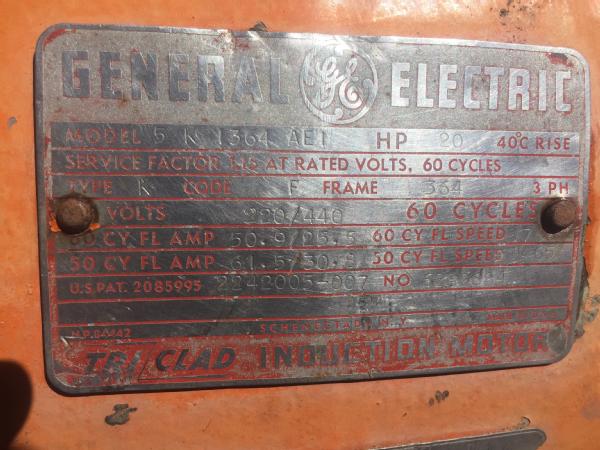 GENERAL GE ELECTRIC
MODEL 5 K 1364 AE1 HP 20 40°C RISE
SERVICE FACTOR 1.15 AT RATED VOLTS, 60 CYCLES
TYPE K CODE F FRAME 364 3 PH
VOLTS 220/440 60 CYCLES
60 CY FL AMP 50.9/25.5 60 CY FL SPEED
50 CY FL AMP 61.5/30.8 50 CY FL SPEED
U.S PAT. 2085995 2242005-007 NO
N.P.
SCHENECTADY, N.Y.
TRI/CLAD INDUCTION MOTOR